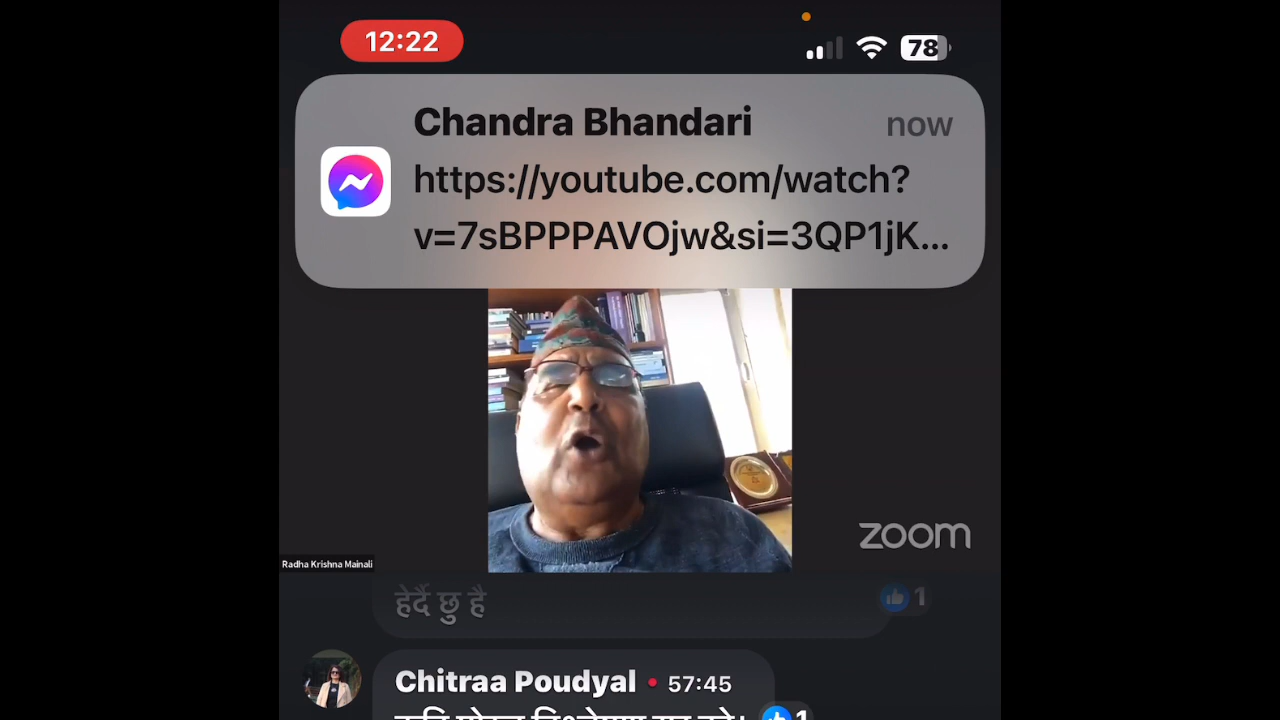 12:22
78
Chandra Bhandari
now
https://youtube.com/watch?
v=7sBPPPAVOjw&si=3QP1jK...
zoom
Radha Krishna Mainali
हेर्दै छु है
1
Chitraa Poudyal • 57:45
1